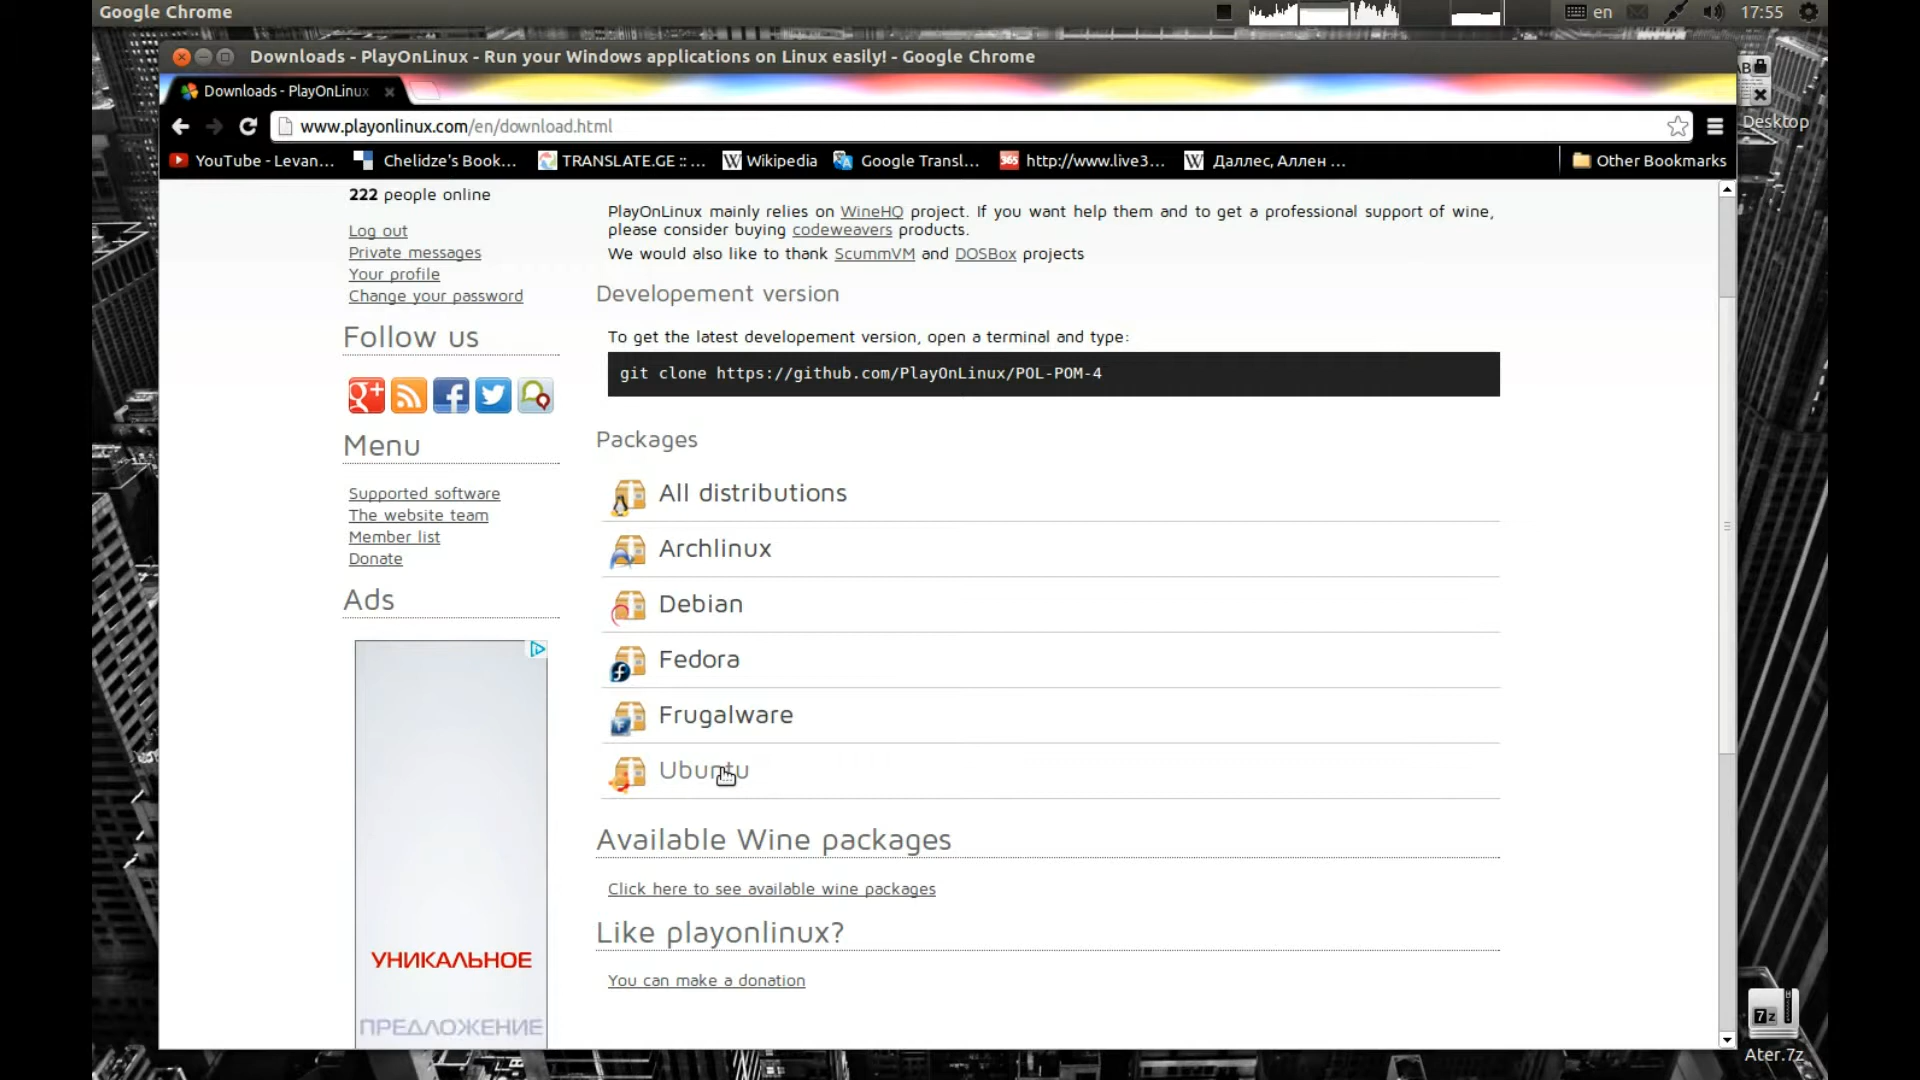 Google Chrome
en
17:55
Downloads - PlayOnLinux - Run your Windows applications on Linux easily! - Google Chrome
Downloads - PlayOnLinux
www.playonlinux.com/en/download.html
Desktop
YouTube - Levan...
Chelidze's Book...
TRANSLATE.GE :: ...
W Wikipedia
Google Transl...
365 http://www.live3...
W Даллес, Аллен ...
Other Bookmarks
222 people online
Log out
Private messages
Your profile
Change your password
Follow us
Menu
Supported software
The website team
Member list
Donate
Ads
УНИКАЛЬНОЕ
ПРЕДЛОЖЕНИЕ
PlayOnLinux mainly relies on WineHQ project. If you want help them and to get a professional support of wine,
please consider buying codeweavers products.
We would also like to thank ScummVM and DOSBox projects
Developement version
To get the latest developement version, open a terminal and type:
git clone https://github.com/PlayOnLinux/POL-POM-4
Packages
All distributions
Archlinux
Debian
Fedora
Frugalware
Ubuntu
Available Wine packages
Click here to see available wine packages
Like playonlinux?
You can make a donation
7z
Ater.7z